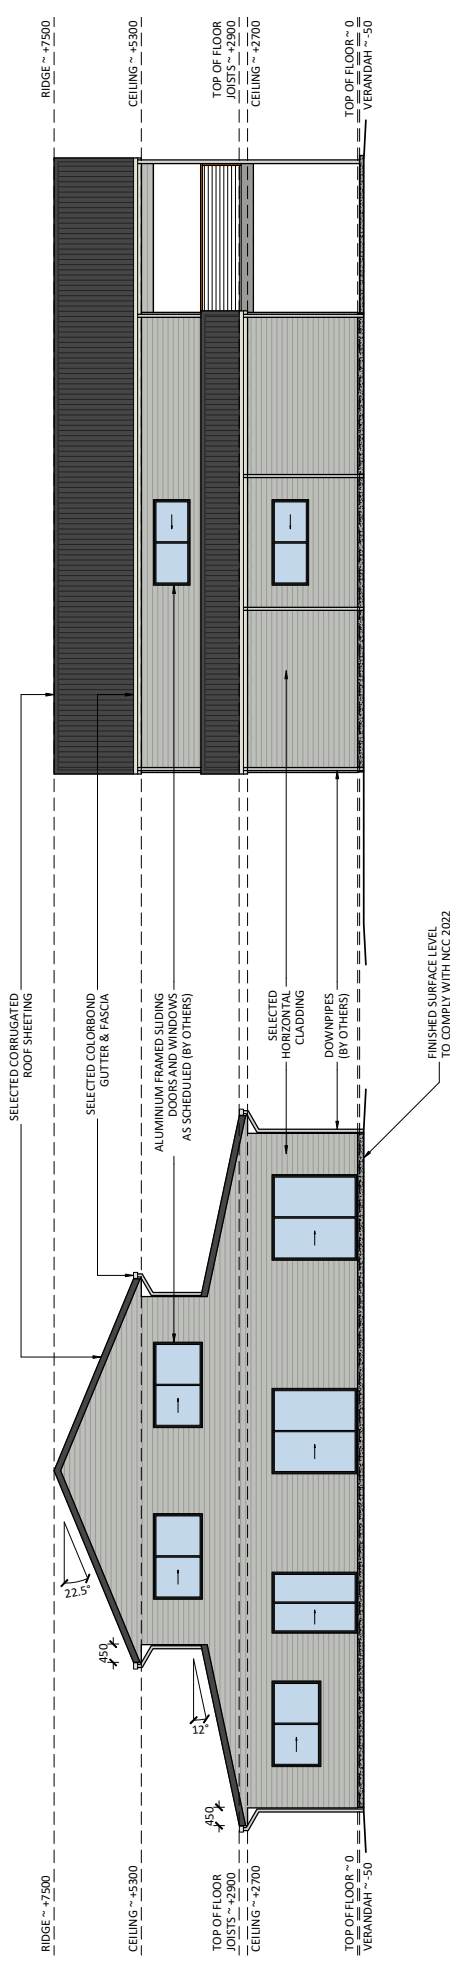 RIDGE ~ +7500
CEILING ~ +5300
TOP OF FLOOR
JOISTS ~ +2900
CEILING ~ +2700
TOP OF FLOOR ~ 0
VERANDAH ~ -50
22.5°
450
12°
450
SELECTED CORRUGATED
ROOF SHEETING
SELECTED COLORBOND
GUTTER & FASCIA
ALUMINIUM FRAMED SLIDING
DOORS AND WINDOWS
AS SCHEDULED (BY OTHERS)
SELECTED
HORIZONTAL
CLADDING
DOWNPIPES
(BY OTHERS)
FINISHED SURFACE LEVEL
TO COMPLY WITH NCC 2022
RIDGE ~ +7500
CEILING ~ +5300
TOP OF FLOOR
JOISTS ~ +2900
CEILING ~ +2700
TOP OF FLOOR ~ 0
VERANDAH ~ -50